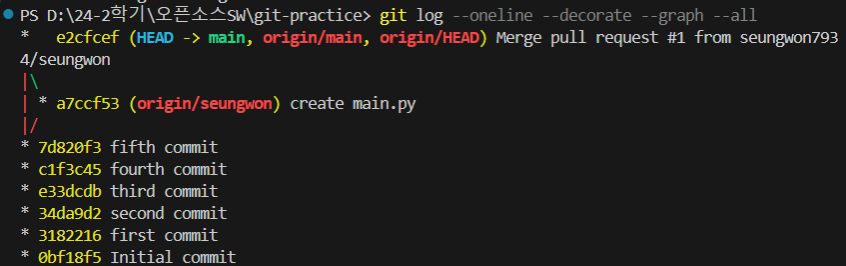 PS D:\24-2학기\오픈소스SW\git-practice> git log --oneline --decorate --graph --all
*   e2cfcef (HEAD -> main, origin/main, origin/HEAD) Merge pull request #1 from seungwon793
4/seungwon
|\
| * a7ccf53 (origin/seungwon) create main.py
|/
* 7d820f3 fifth commit
* c1f3c45 fourth commit
* e33dcdb third commit
* 34da9d2 second commit
* 3182216 first commit
* 0bf18f5 Initial commit